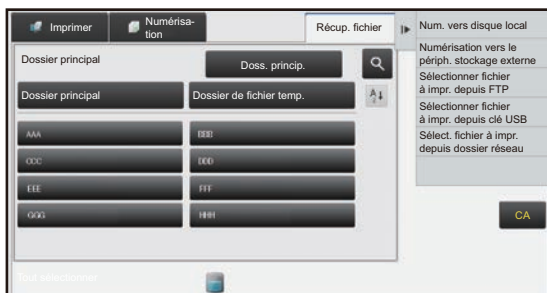 Imprimer
Numérisa-
tion
Récup. fichier
Dossier principal
Doss. princip.
Dossier principal
Dossier de fichier temp.
AAA
BBB
CCC
DDD
EEE
FFF
GGG
HHH
Tout sélectionner
Num. vers disque local
Numérisation vers le
périph. stockage externe
Sélectionner fichier
à impr. depuis FTP
Sélectionner fichier
à impr. depuis clé USB
Sélect. fichier à impr.
depuis dossier réseau
CA